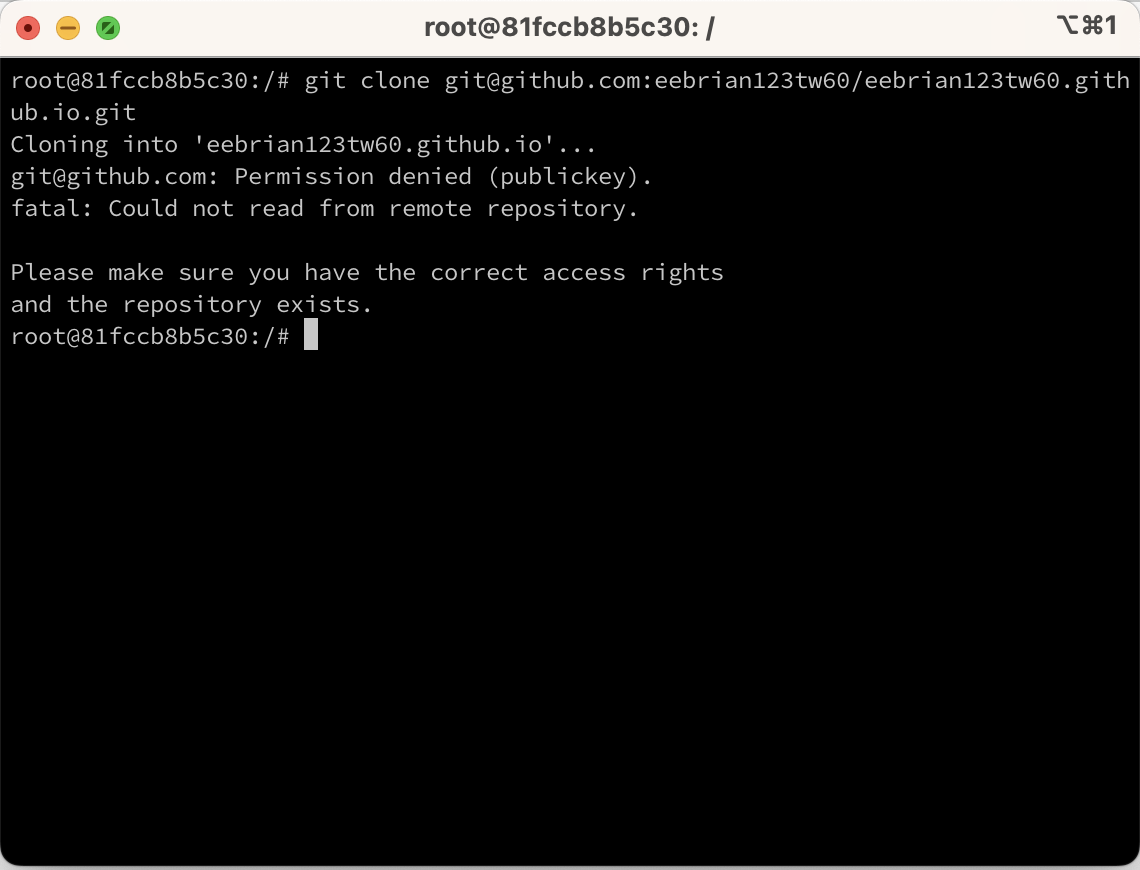 root@81fccb8b5c30: /
⌥⌘1
root@81fccb8b5c30:/# git clone git@github.com:eebrian123tw60/eebrian123tw60.gith
ub.io.git
Cloning into 'eebrian123tw60.github.io'...
git@github.com: Permission denied (publickey).
fatal: Could not read from remote repository.
Please make sure you have the correct access rights
and the repository exists.
root@81fccb8b5c30:/#